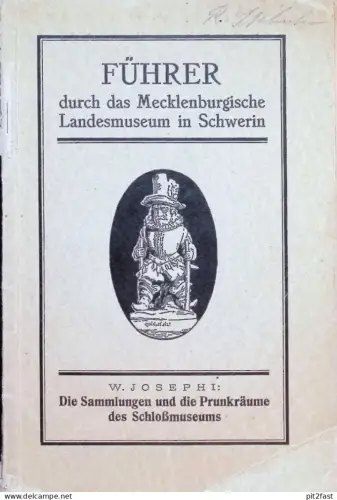 FÜHRER
durch das Mecklenburgische
Landesmuseum in Schwerin
W. JOSEPHI:
Die Sammlungen und die Prunkräume
des Schloßmuseums
www.delcampe.net
pit2fast